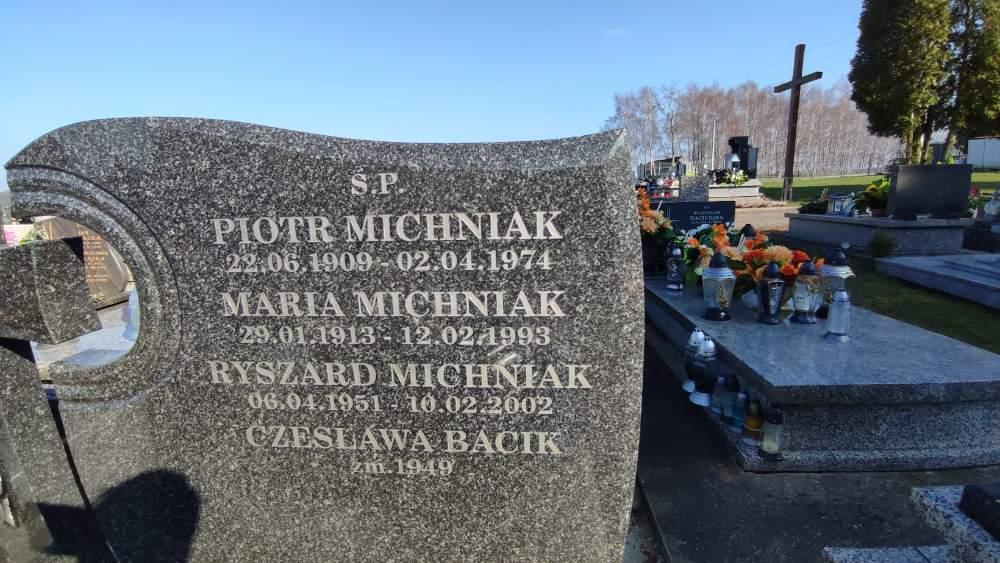 Ś.P.
PIOTR MICHNIAK
22.06.1909 - 02.04.1974
MARIA MICHNIAK
29.01.1913 - 12.02.1993
RYSZARD MICHNIAK
06.04.1951 - 10.02.2002
CZESŁAWA BACIK
zm. 1949